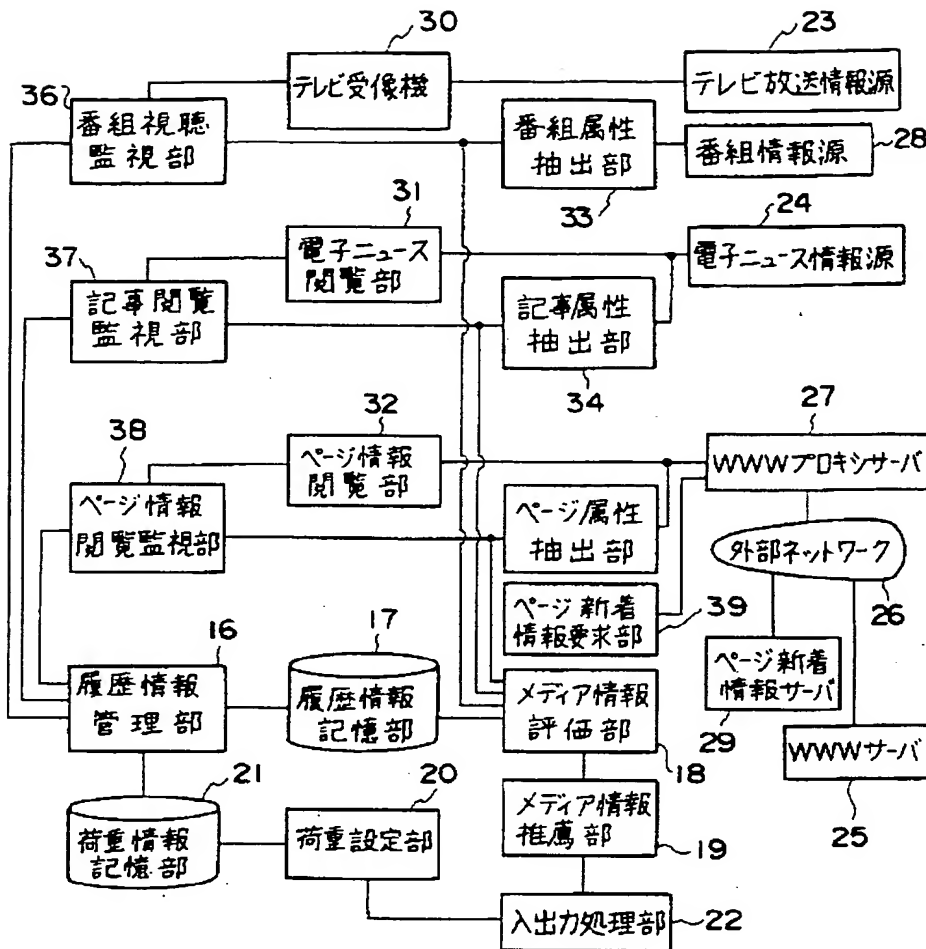 30
23
テレビ受像機
テレビ放送情報源
36
番組視聴
監視部
番組属性
抽出部
33
番組情報源
28
31
電子ニュース
閲覧部
24
電子ニュース情報源
37
記事閲覧
監視部
記事属性
抽出部
34
32
ページ情報
閲覧部
27
WWWプロキシサーバ
38
ページ情報
閲覧監視部
ページ属性
抽出部
外部ネットワーク
26
ページ新着
情報要求部
39
ページ新着
情報サーバ
29
16
履歴情報
管理部
17
履歴情報
記憶部
メディア情報
評価部
18
WWWサーバ
25
21
荷重情報
記憶部
20
荷重設定部
メディア情報
推薦部
19
入出力処理部
22